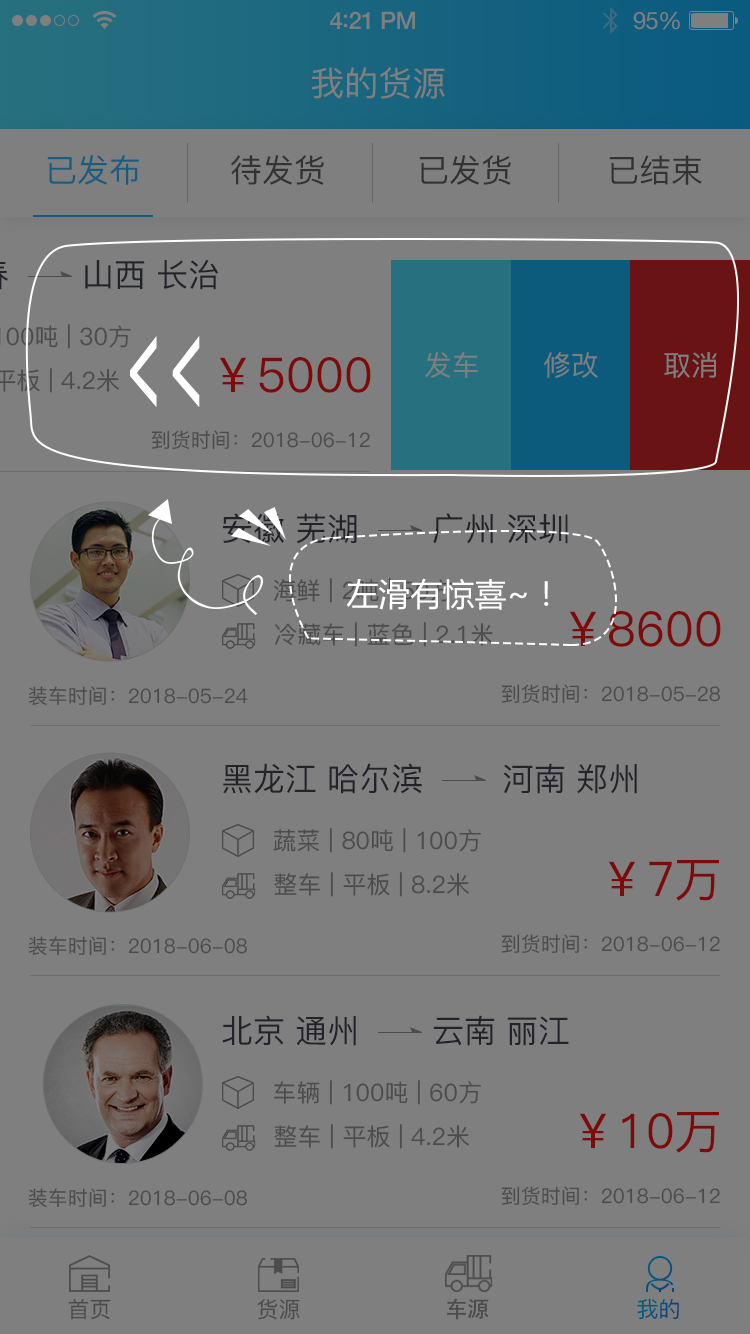 4:21 PM 95%
我的货源
已发布 待发货 已发货 已结束
山西 长治
00吨 | 30方
平板 | 4.2米
¥ 5000
发车 修改 取消
到货时间：2018-06-12
安徽 芜湖 广州 深圳
海鲜
左滑有惊喜~！
冷藏车 | 蓝色 | 2.1米
¥ 8600
装车时间：2018-05-24 到货时间：2018-05-28
黑龙江 哈尔滨 河南 郑州
蔬菜 | 80吨 | 100方
整车 | 平板 | 8.2米
¥ 7万
装车时间：2018-06-08 到货时间：2018-06-12
北京 通州 云南 丽江
车辆 | 100吨 | 60方
整车 | 平板 | 4.2米
¥ 10万
装车时间：2018-06-08 到货时间：2018-06-12
首页 货源 车源 我的